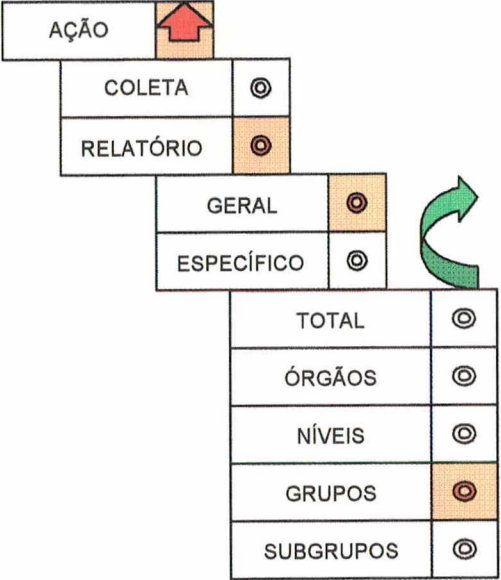 AÇÃO
COLETA
RELATÓRIO
GERAL
ESPECÍFICO
TOTAL
ÓRGÃOS
NÍVEIS
GRUPOS
SUBGRUPOS